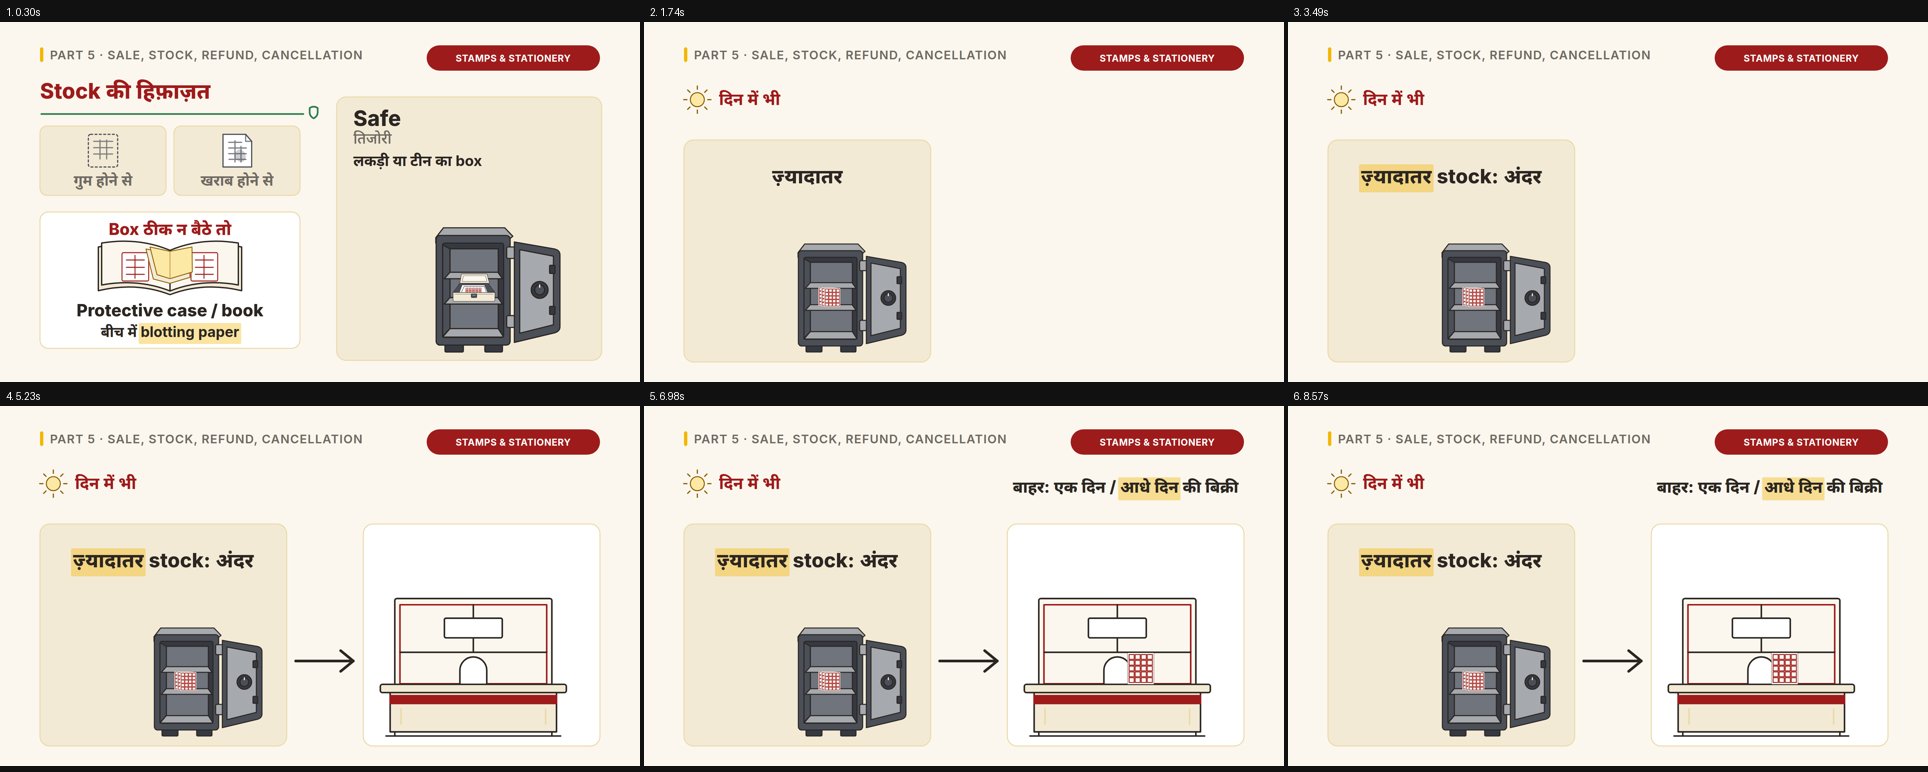 1. 0.30s
PART 5 · SALE, STOCK, REFUND, CANCELLATION
STAMPS & STATIONERY
Stock की हिफ़ाज़त
गुम होने से
खराब होने से
Box ठीक न बैठे तो
Protective case / book
बीच में blotting paper
Safe
तिजोरी
लकड़ी या टीन का box
2. 1.74s
PART 5 · SALE, STOCK, REFUND, CANCELLATION
STAMPS & STATIONERY
दिन में भी
ज़्यादातर
3. 3.49s
PART 5 · SALE, STOCK, REFUND, CANCELLATION
STAMPS & STATIONERY
दिन में भी
ज़्यादातर stock: अंदर
4. 5.23s
PART 5 · SALE, STOCK, REFUND, CANCELLATION
STAMPS & STATIONERY
दिन में भी
ज़्यादातर stock: अंदर
5. 6.98s
PART 5 · SALE, STOCK, REFUND, CANCELLATION
STAMPS & STATIONERY
दिन में भी
बाहर: एक दिन / आधे दिन की बिक्री
ज़्यादातर stock: अंदर
6. 8.57s
PART 5 · SALE, STOCK, REFUND, CANCELLATION
STAMPS & STATIONERY
दिन में भी
बाहर: एक दिन / आधे दिन की बिक्री
ज़्यादातर stock: अंदर